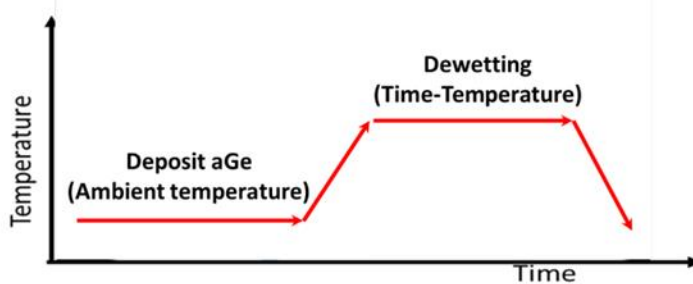 Dewetting
(Time-Temperature)
Deposit aGe
(Ambient temperature)
Temperature
Time